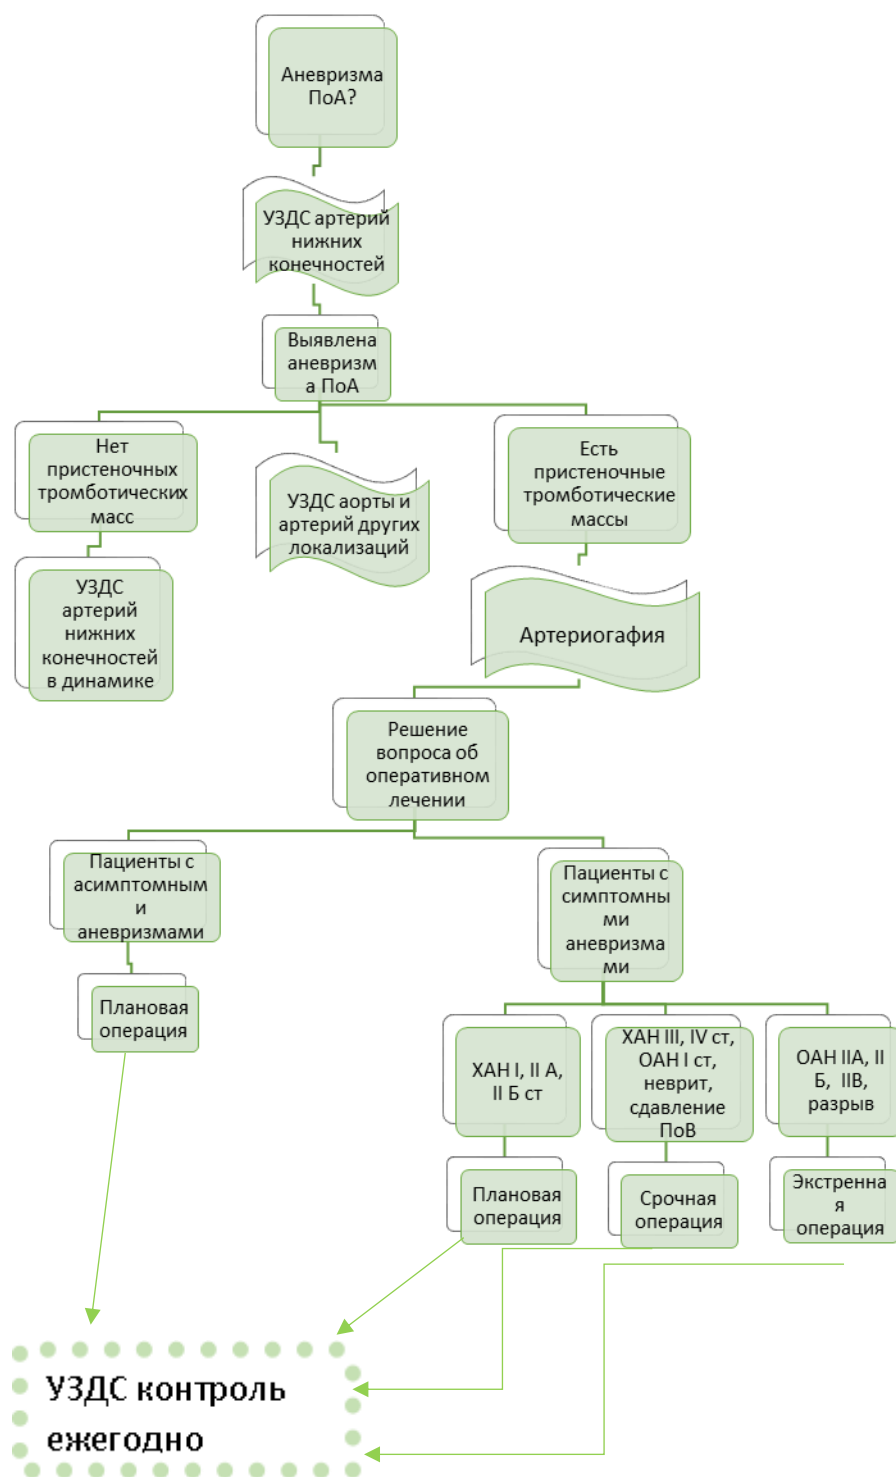 Аневризма
ПоА?
УЗДС артерий
нижних
конечностей
Выявлена
аневризм
а ПоА
Нет
пристеночных
тромботических
масс
УЗДС аорты и
артерий других
локализаций
Есть
пристеночные
тромботические
массы
УЗДС
артерий
нижних
конечностей
в динамике
Артериогафия
Решение
вопроса об
оперативном
лечении
Пациенты с
асимптомным
и
аневризмами
Пациенты с
симптомны
ми
аневризма
ми
Плановая
операция
ХАН I, II А,
II Б ст
ХАН III, IV ст,
ОАН I ст,
неврит,
сдавление
ПоВ
ОАН IIА, II
Б, IIВ,
разрыв
Плановая
операция
Срочная
операция
Экстренна
я
операция
УЗДС контроль
ежегодно